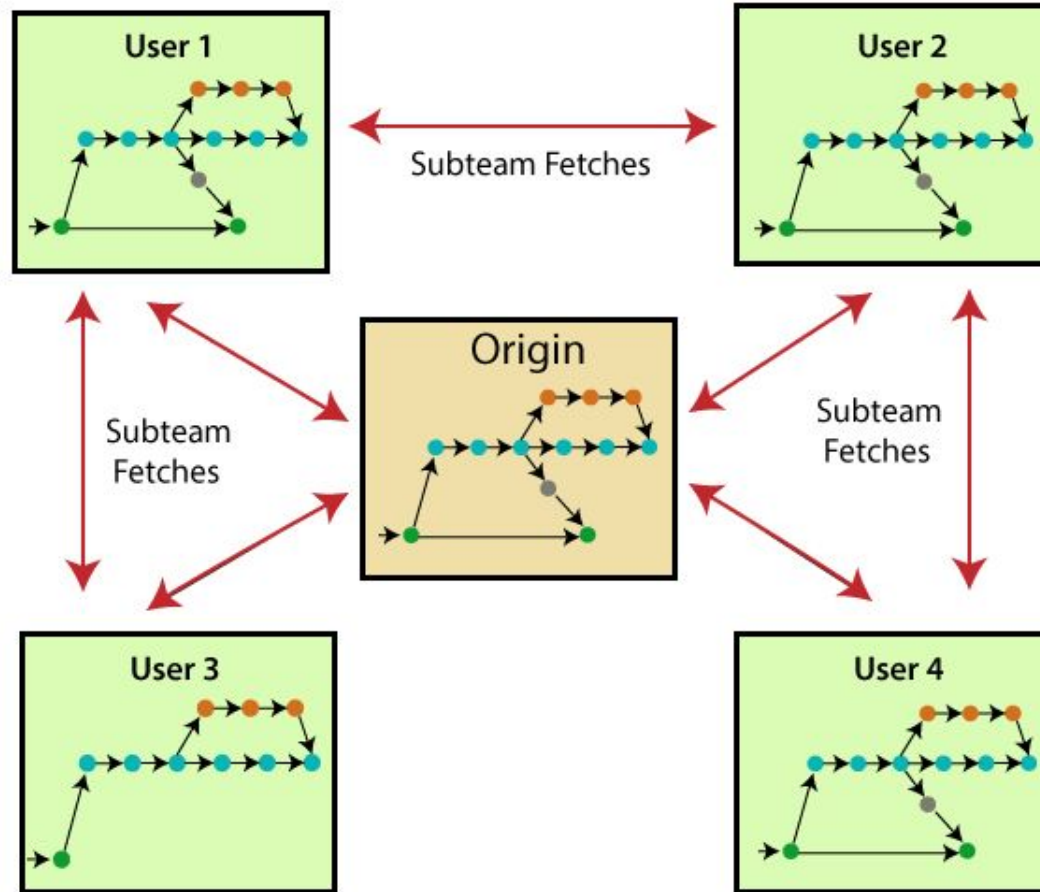 User 1
User 2
Subteam Fetches
Origin
Subteam
Fetches
Subteam
Fetches
User 3
User 4